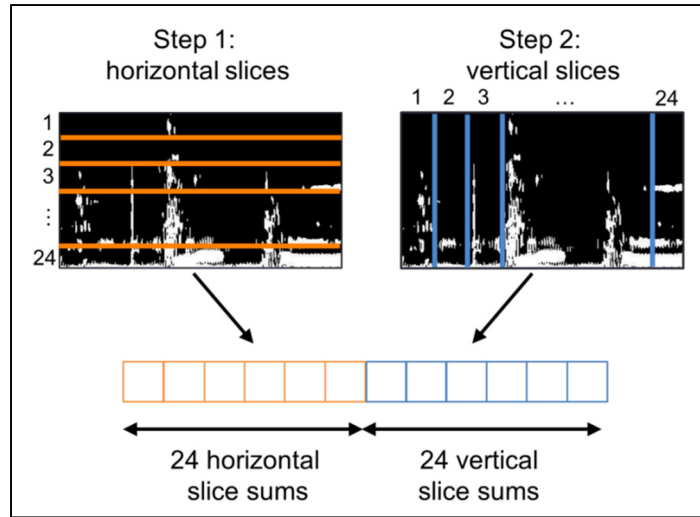 Step 1:
horizontal slices
1
2
3
⋮
24
Step 2:
vertical slices
1 2 3 … 24
24 horizontal
slice sums
24 vertical
slice sums